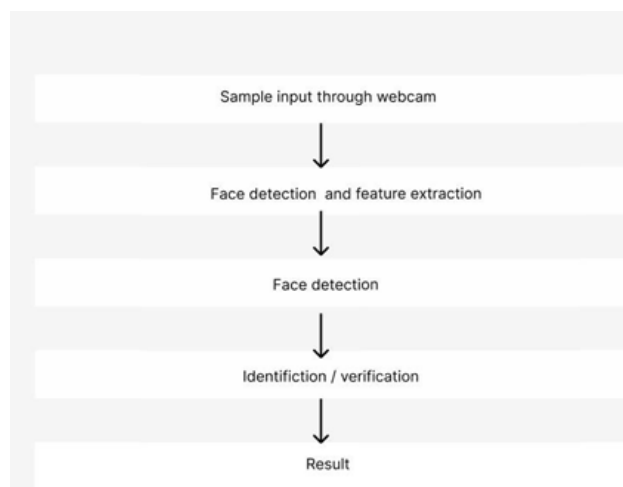 Sample input through webcam
Face detection and feature extraction
Face detection
Identifiction / verification
Result